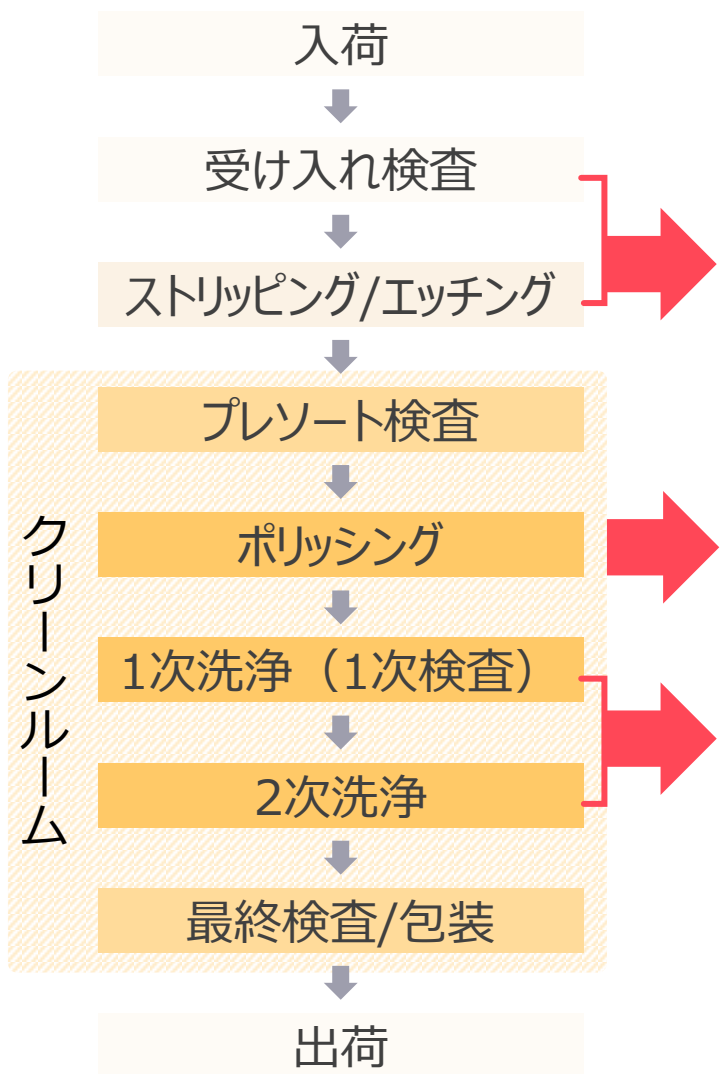 入荷
受け入れ検査
ストリッピング/エッチング
クリーンルーム
プレソート検査
ポリッシング
1次洗浄（1次検査）
2次洗浄
最終検査/包装
出荷